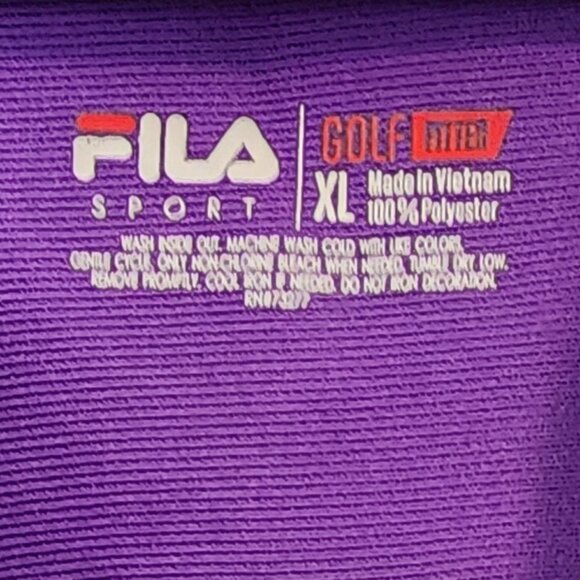 FILA
SPORT
GOLF FITTED
XL Made In Vietnam
100% Polyester
WASH INSIDE OUT. MACHINE WASH COLD WITH LIKE COLORS.
GENTLE CYCLE. ONLY NON-CHLORINE BLEACH WHEN NEEDED. TUMBLE DRY LOW.
REMOVE PROMPTLY. COOL IRON IF NEEDED. DO NOT IRON DECORATION.
RN#73277